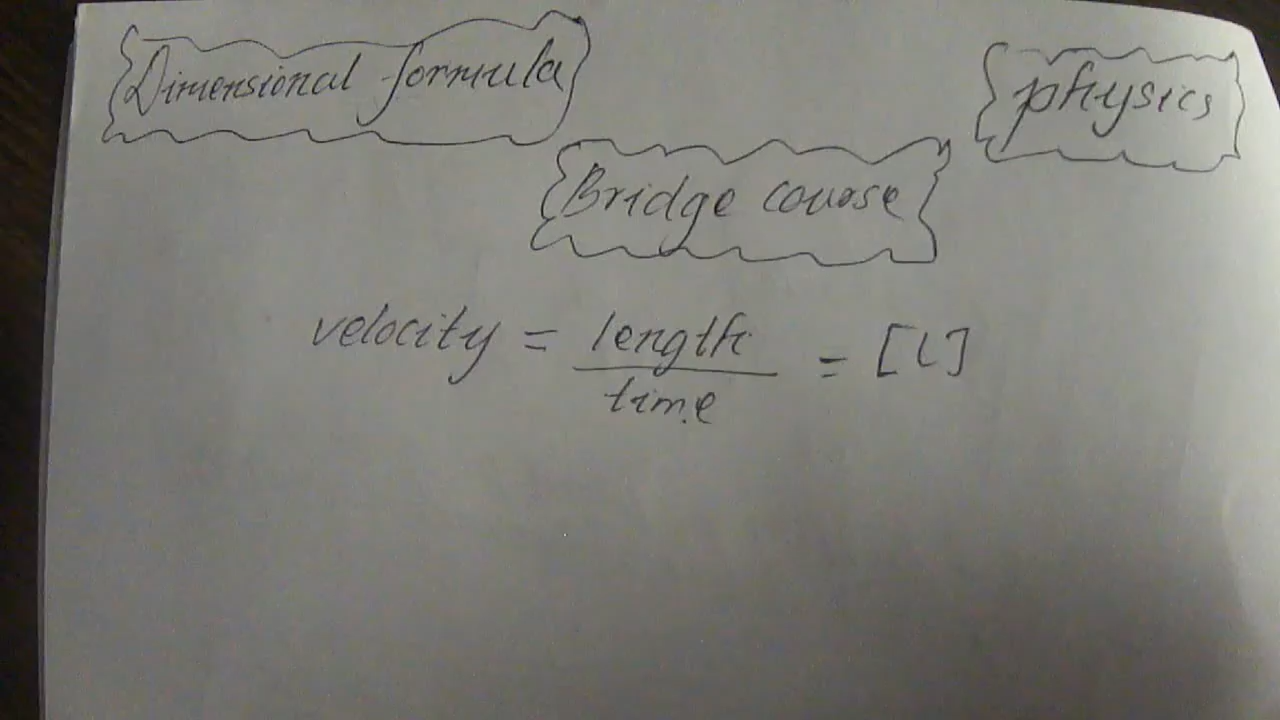 Dimensional formula
physics
Bridge course
velocity = length / time = [L]